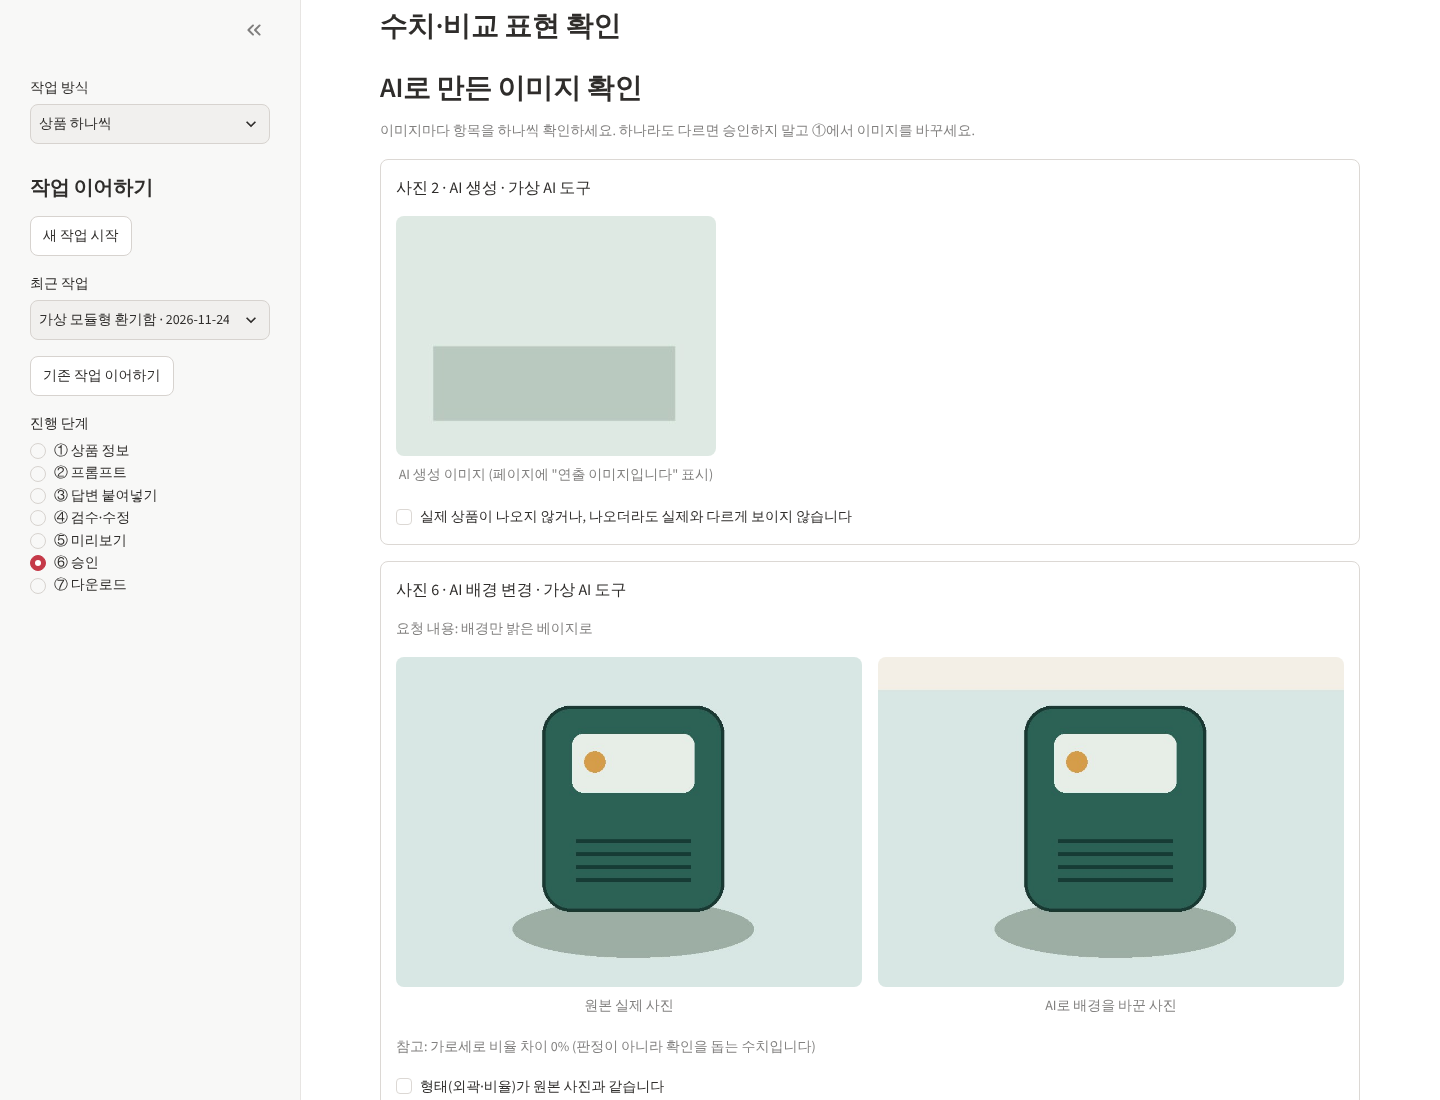 작업 방식
상품 하나씩
작업 이어하기
새 작업 시작
최근 작업
가상 모듈형 환기함 · 2026-11-24
기존 작업 이어하기
진행 단계
① 상품 정보
② 프롬프트
③ 답변 붙여넣기
④ 검수·수정
⑤ 미리보기
⑥ 승인
⑦ 다운로드
수치·비교 표현 확인
AI로 만든 이미지 확인
이미지마다 항목을 하나씩 확인하세요. 하나라도 다르면 승인하지 말고 ①에서 이미지를 바꾸세요.
사진 2 · AI 생성 · 가상 AI 도구
AI 생성 이미지 (페이지에 "연출 이미지입니다" 표시)
실제 상품이 나오지 않거나, 나오더라도 실제와 다르게 보이지 않습니다
사진 6 · AI 배경 변경 · 가상 AI 도구
요청 내용: 배경만 밝은 베이지로
원본 실제 사진
AI로 배경을 바꾼 사진
참고: 가로세로 비율 차이 0% (판정이 아니라 확인을 돕는 수치입니다)
형태(외곽·비율)가 원본 사진과 같습니다